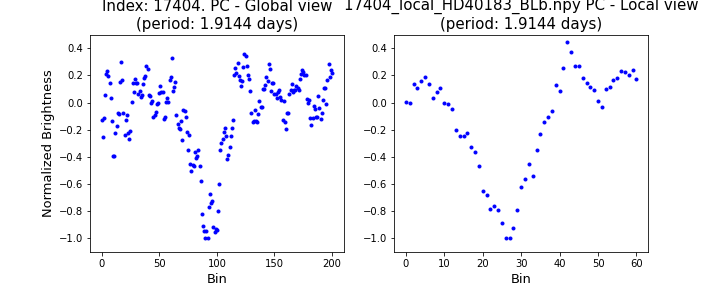 Index: 17404. PC - Global view
(period: 1.9144 days)
17404_local_HD40183_BLb.npy PC - Local view
(period: 1.9144 days)
Normalized Brightness
0.4
0.2
0.0
−0.2
−0.4
−0.6
−0.8
−1.0
0 50 100 150 200
Bin
0.4
0.2
0.0
−0.2
−0.4
−0.6
−0.8
−1.0
0 10 20 30 40 50 60
Bin